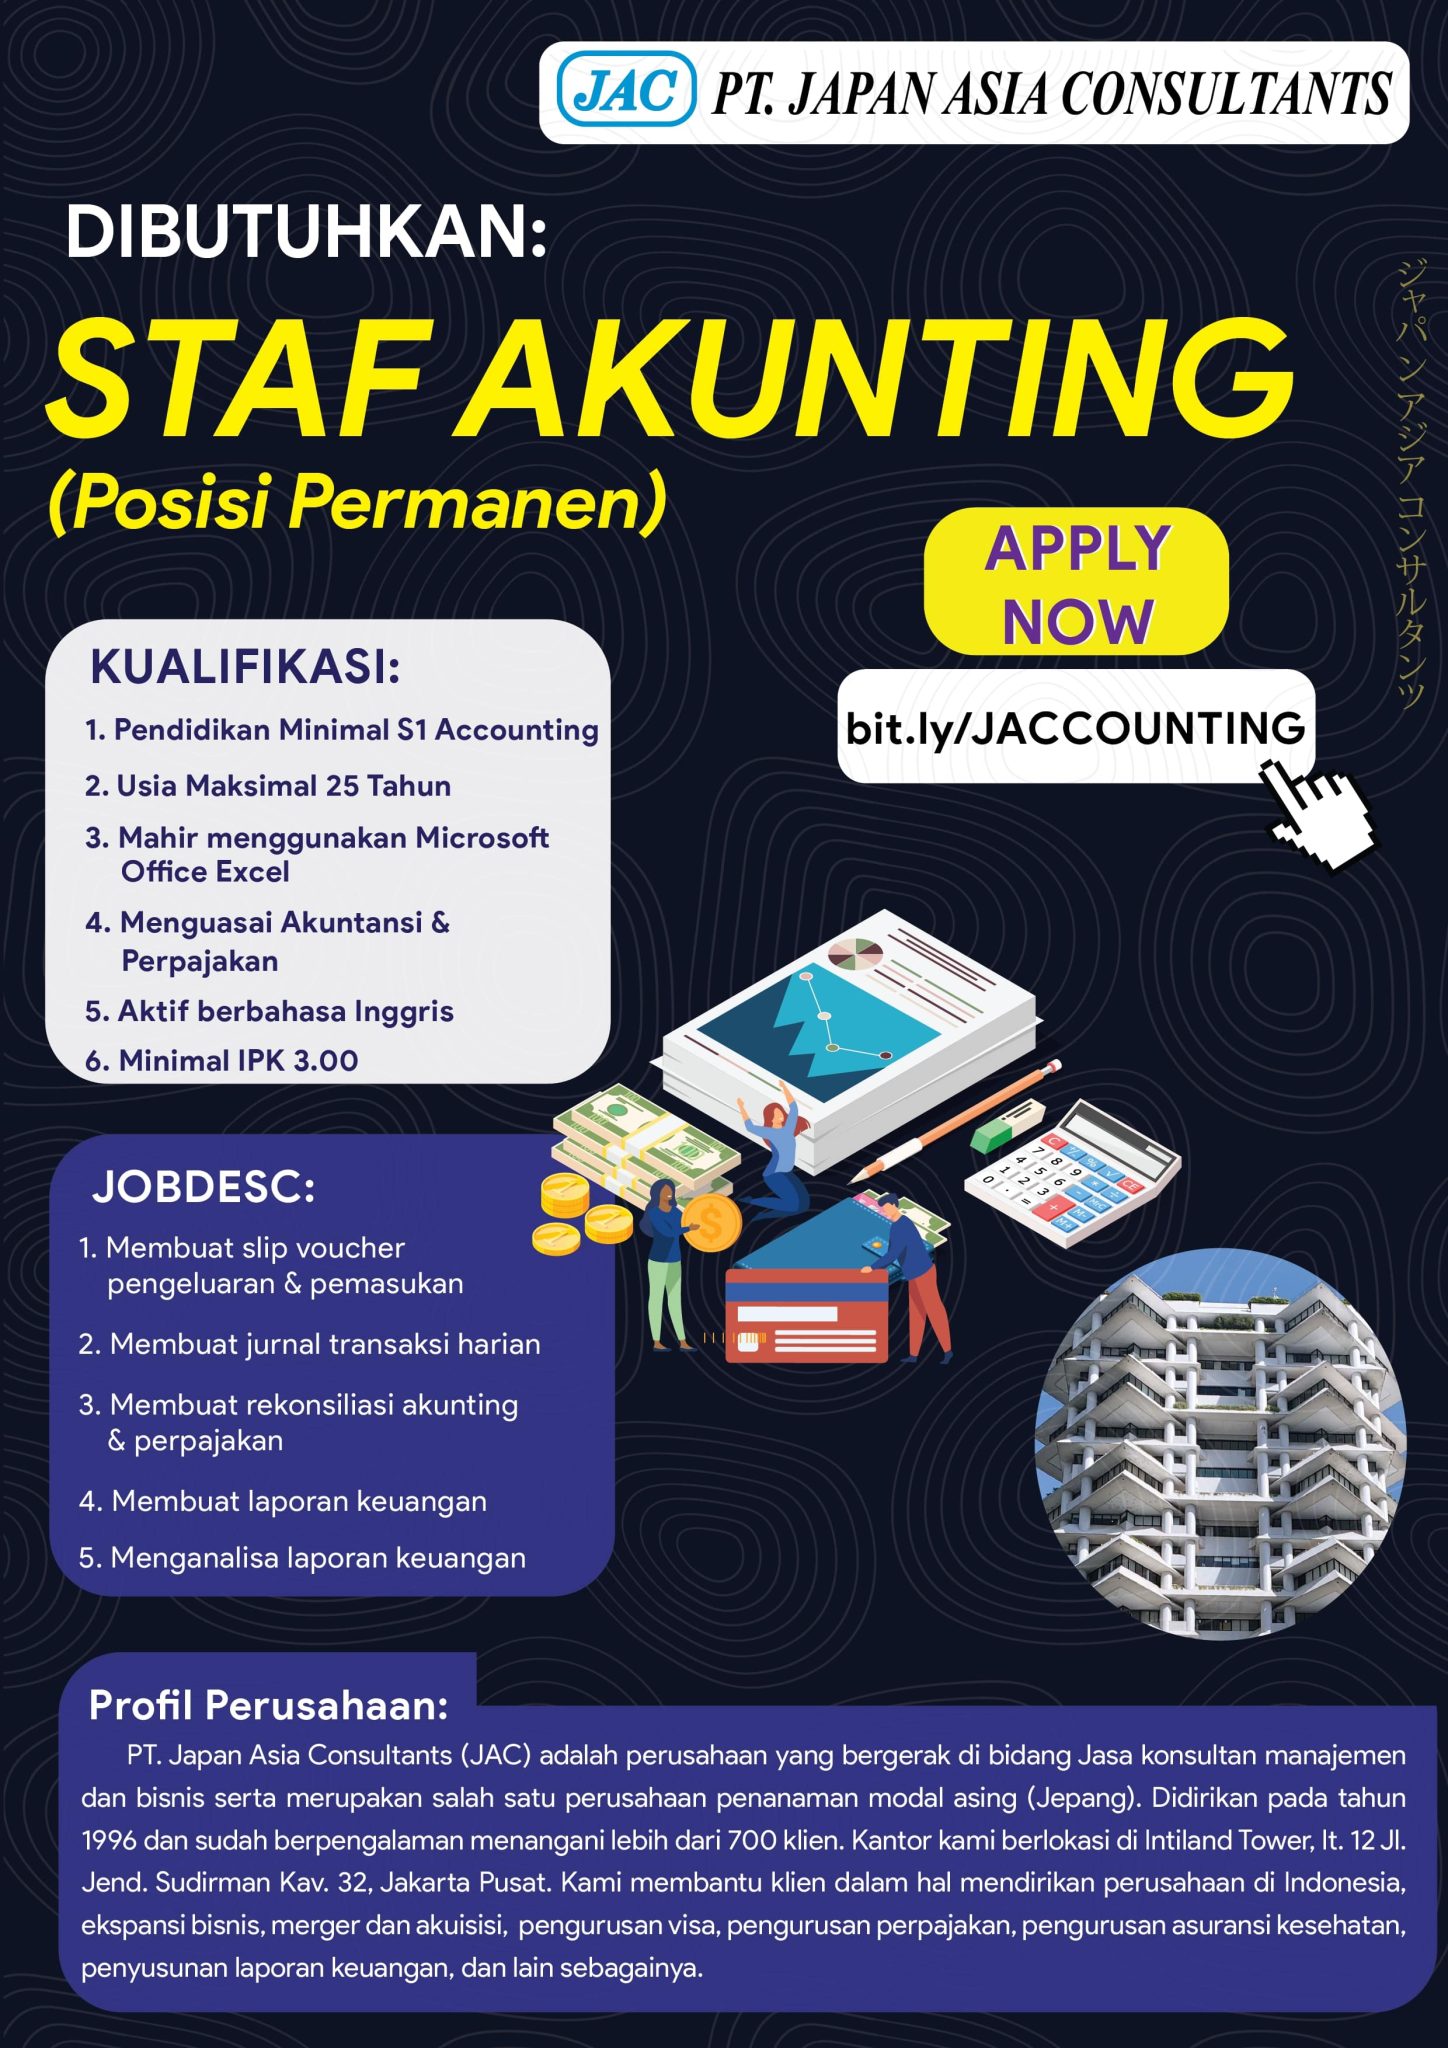 JAC PT. JAPAN ASIA CONSULTANTS
DIBUTUHKAN:
STAF AKUNTING
(Posisi Permanen)
ジャパンアジアコンサルタンツ
APPLY
NOW
bit.ly/JACCOUNTING
KUALIFIKASI:
1. Pendidikan Minimal S1 Accounting
2. Usia Maksimal 25 Tahun
3. Mahir menggunakan Microsoft
Office Excel
4. Menguasai Akuntansi &
Perpajakan
5. Aktif berbahasa Inggris
6. Minimal IPK 3.00
JOBDESC:
1. Membuat slip voucher
pengeluaran & pemasukan
2. Membuat jurnal transaksi harian
3. Membuat rekonsiliasi akunting
& perpajakan
4. Membuat laporan keuangan
5. Menganalisa laporan keuangan
Profil Perusahaan:
PT. Japan Asia Consultants (JAC) adalah perusahaan yang bergerak di bidang Jasa konsultan manajemen
dan bisnis serta merupakan salah satu perusahaan penanaman modal asing (Jepang). Didirikan pada tahun
1996 dan sudah berpengalaman menangani lebih dari 700 klien. Kantor kami berlokasi di Intiland Tower, lt. 12 Jl.
Jend. Sudirman Kav. 32, Jakarta Pusat. Kami membantu klien dalam hal mendirikan perusahaan di Indonesia,
ekspansi bisnis, merger dan akuisisi, pengurusan visa, pengurusan perpajakan, pengurusan asuransi kesehatan,
penyusunan laporan keuangan, dan lain sebagainya.